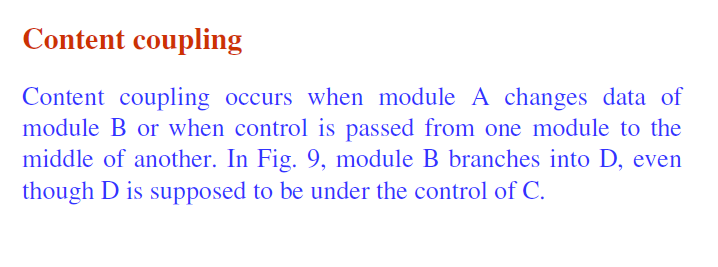 Content coupling
Content coupling occurs when module A changes data of
module B or when control is passed from one module to the
middle of another. In Fig. 9, module B branches into D, even
though D is supposed to be under the control of C.